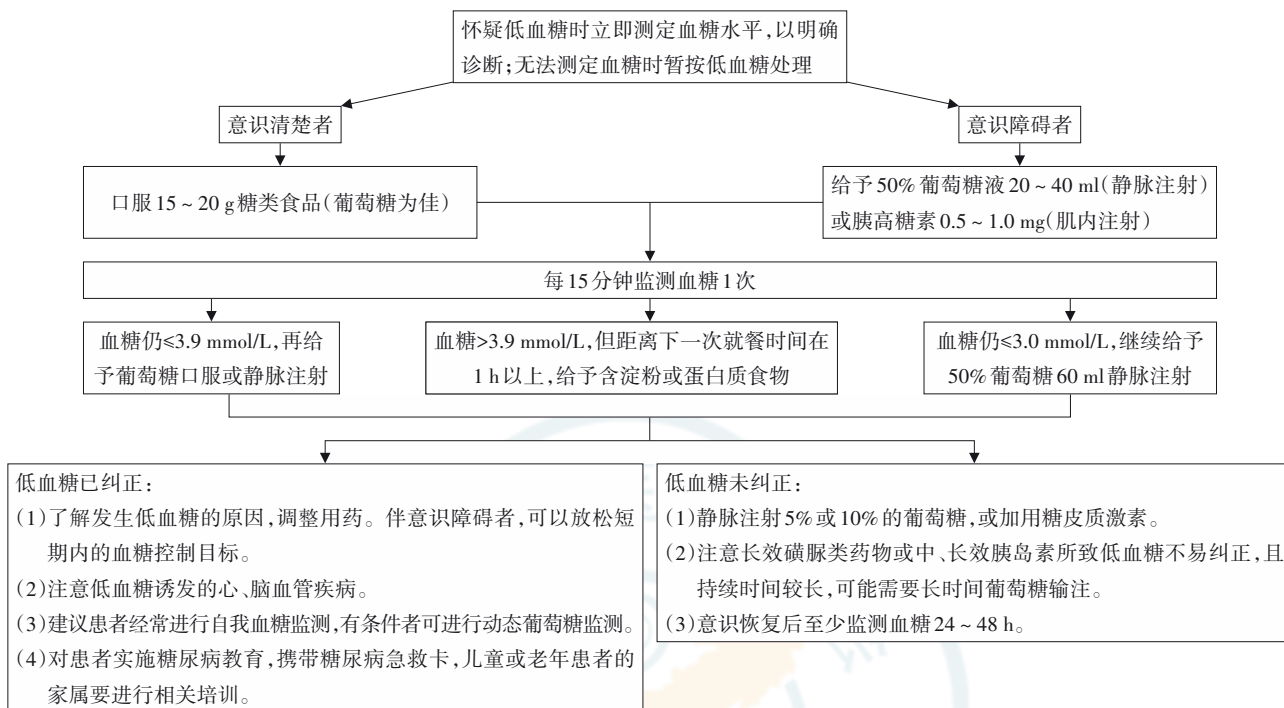 怀疑低血糖时立即测定血糖水平,以明确
诊断;无法测定血糖时暂按低血糖处理
意识清楚者
意识障碍者
口服15~20 g糖类食品(葡萄糖为佳)
给予50%葡萄糖液20~40 ml(静脉注射)
或胰高糖素0.5~1.0 mg(肌内注射)
每15分钟监测血糖1次
血糖仍≤3.9 mmol/L,再给
予葡萄糖口服或静脉注射
血糖>3.9 mmol/L,但距离下一次就餐时间在
1 h以上,给予含淀粉或蛋白质食物
血糖仍≤3.0 mmol/L,继续给予
50%葡萄糖60 ml静脉注射
低血糖已纠正:
(1)了解发生低血糖的原因,调整用药。伴意识障碍者,可以放松短
期内的血糖控制目标。
(2)注意低血糖诱发的心、脑血管疾病。
(3)建议患者经常进行自我血糖监测,有条件者可进行动态葡萄糖监测。
(4)对患者实施糖尿病教育,携带糖尿病急救卡,儿童或老年患者的
家属要进行相关培训。
低血糖未纠正:
(1)静脉注射5%或10%的葡萄糖,或加用糖皮质激素。
(2)注意长效磺脲类药物或中、长效胰岛素所致低血糖不易纠正,且
持续时间较长,可能需要长时间葡萄糖输注。
(3)意识恢复后至少监测血糖24~48 h。